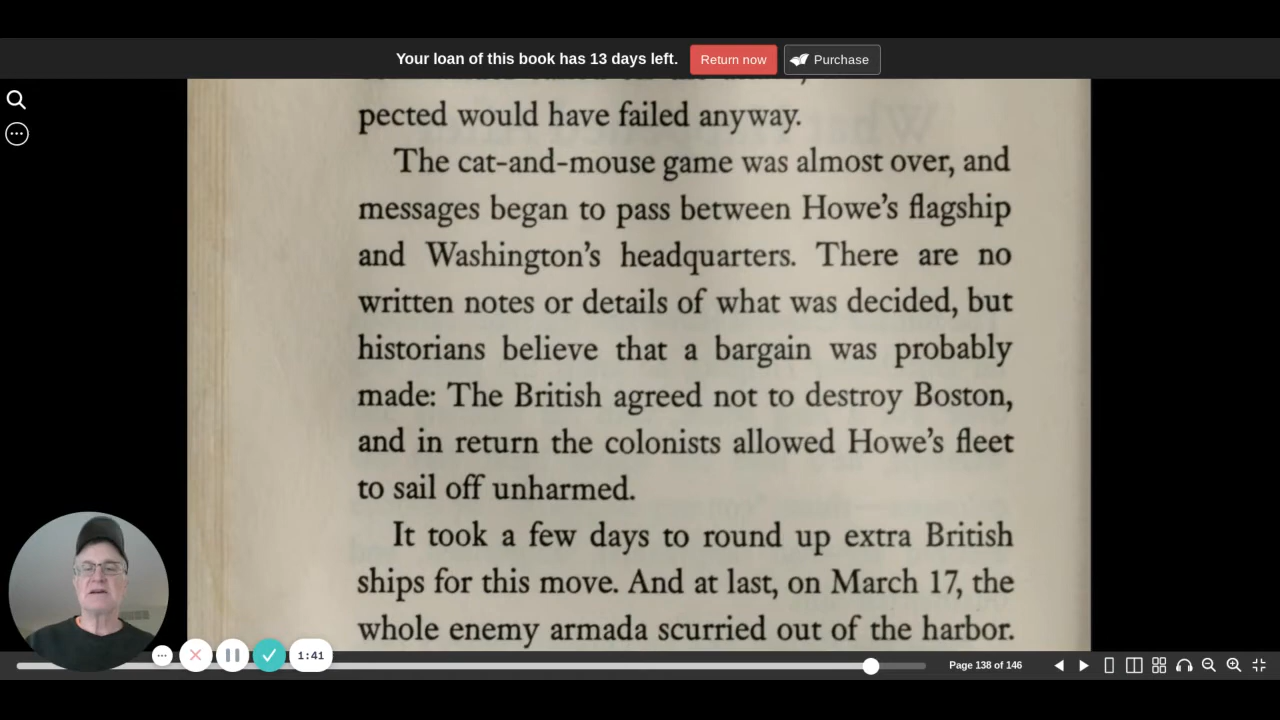 Your loan of this book has 13 days left. Return now Purchase
pected would have failed anyway.
The cat-and-mouse game was almost over, and
messages began to pass between Howe's flagship
and Washington's headquarters. There are no
written notes or details of what was decided, but
historians believe that a bargain was probably
made: The British agreed not to destroy Boston,
and in return the colonists allowed Howe's fleet
to sail off unharmed.
It took a few days to round up extra British
ships for this move. And at last, on March 17, the
whole enemy armada scurried out of the harbor.
1:41
Page 138 of 146